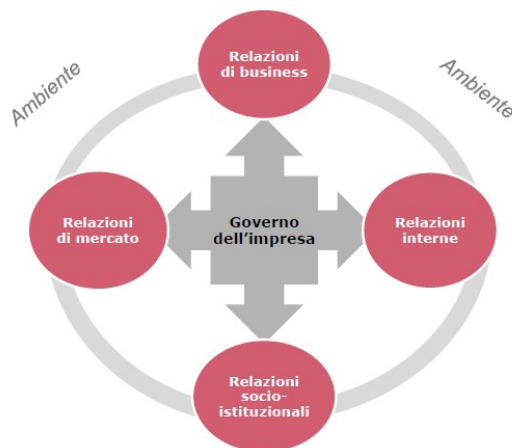 Relazioni
di business
Ambiente
Ambiente
Relazioni
di mercato
Governo
dell'impresa
Relazioni
interne
Relazioni
socio-
istituzionali